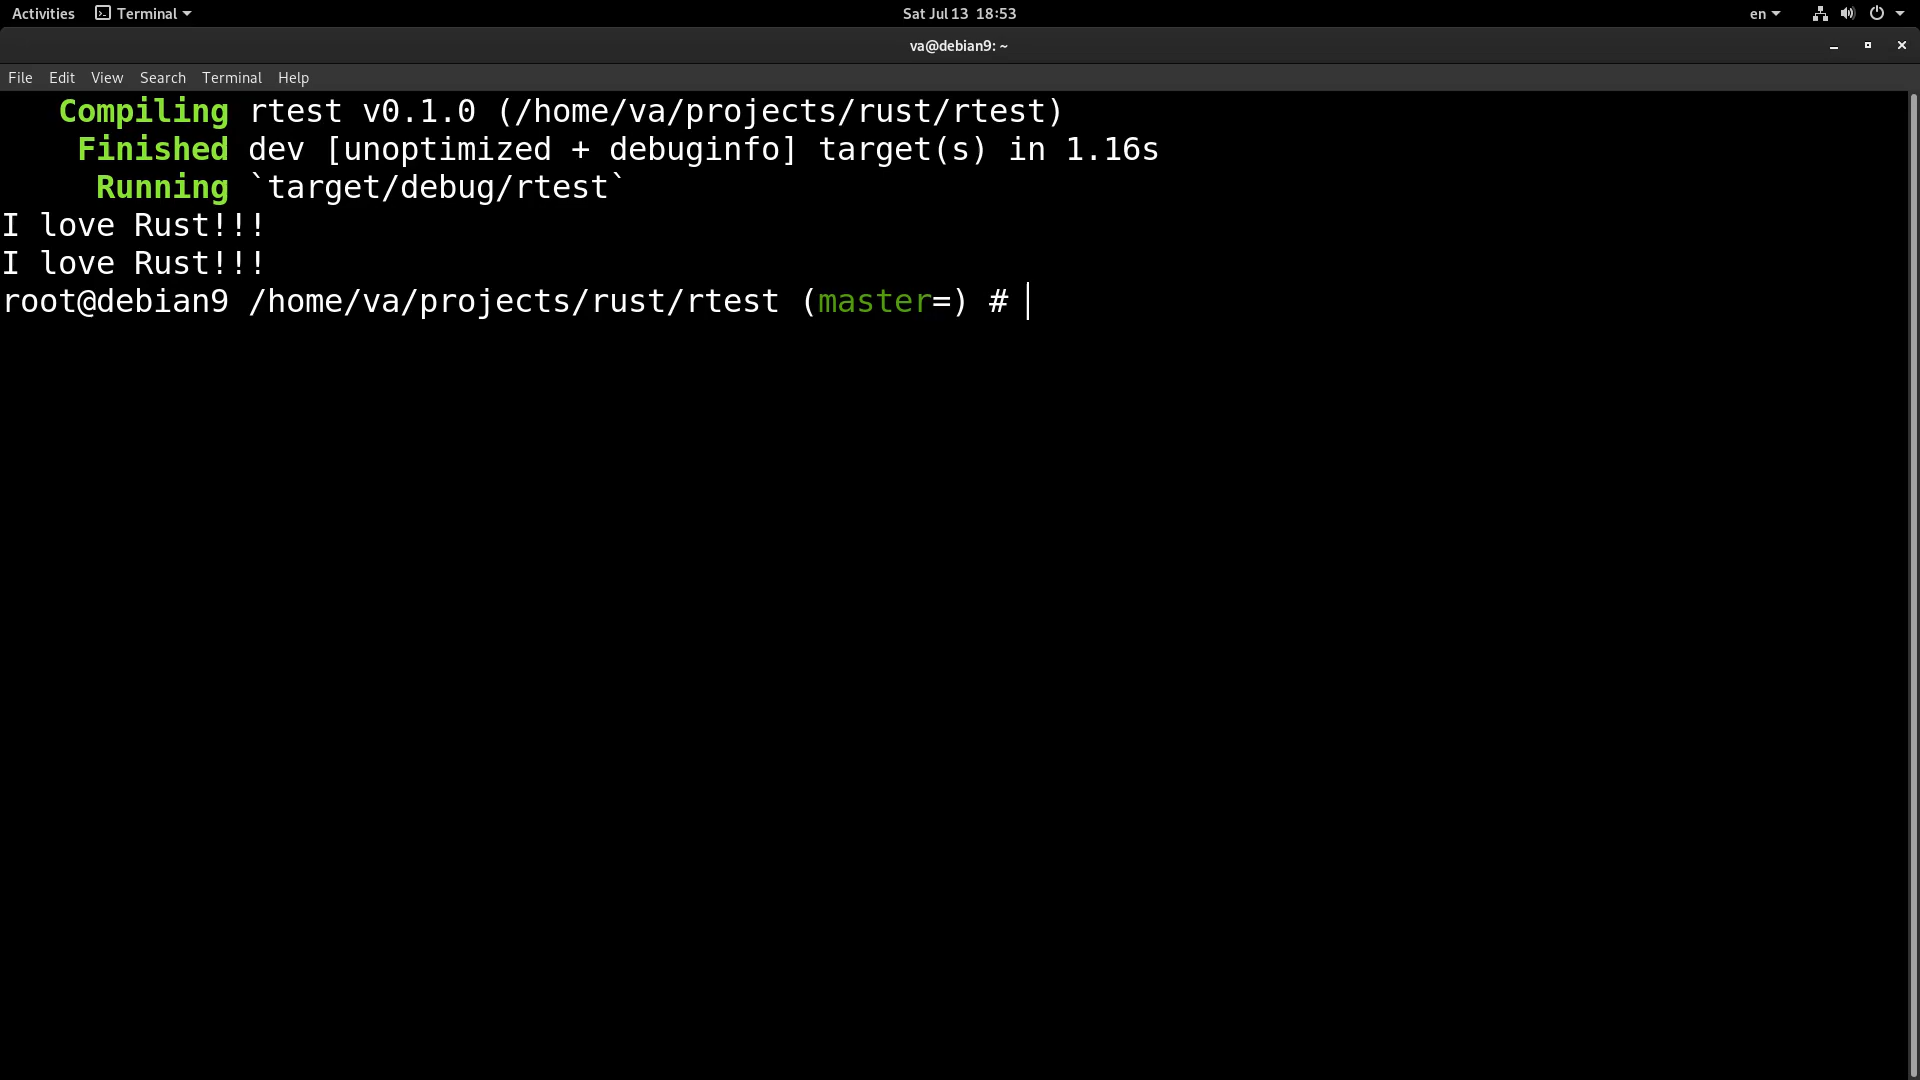 Activities Terminal Sat Jul 13 18:53 en
va@debian9: ~
File Edit View Search Terminal Help
Compiling rtest v0.1.0 (/home/va/projects/rust/rtest)
Finished dev [unoptimized + debuginfo] target(s) in 1.16s
Running `target/debug/rtest`
I love Rust!!!
I love Rust!!!
root@debian9 /home/va/projects/rust/rtest (master=) #